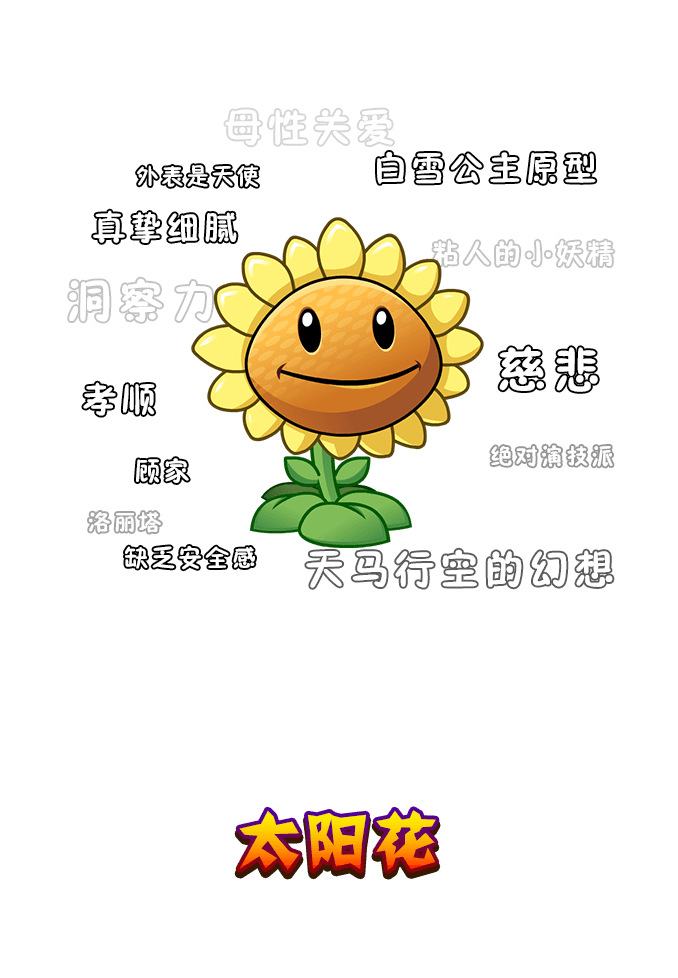 母性关爱
外表是天使
白雪公主原型
真挚细腻
粘人的小妖精
洞察力
慈悲
孝顺
绝对演技派
顾家
洛丽塔
缺乏安全感
天马行空的幻想
太阳花